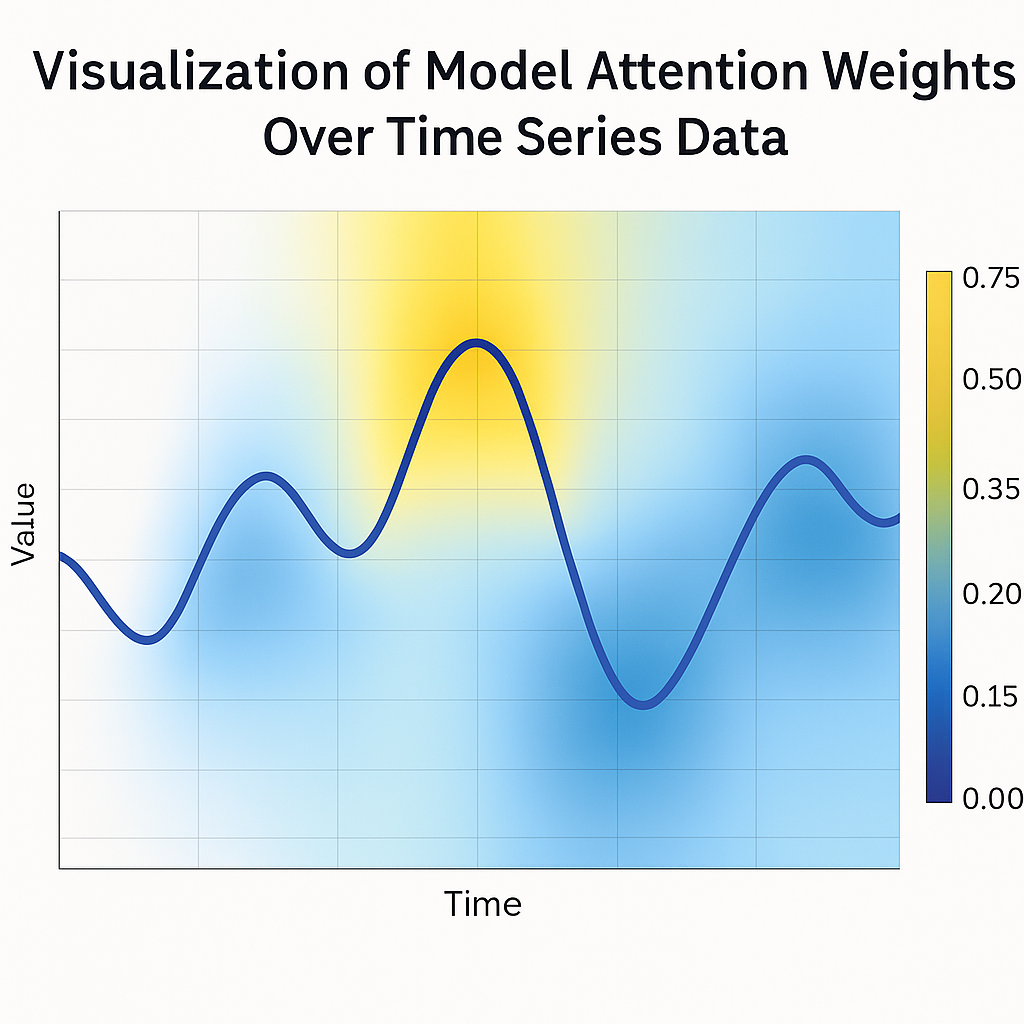 Visualization of Model Attention Weights
Over Time Series Data
Value
0.75
0.50
0.35
0.20
0.15
0.00
Time